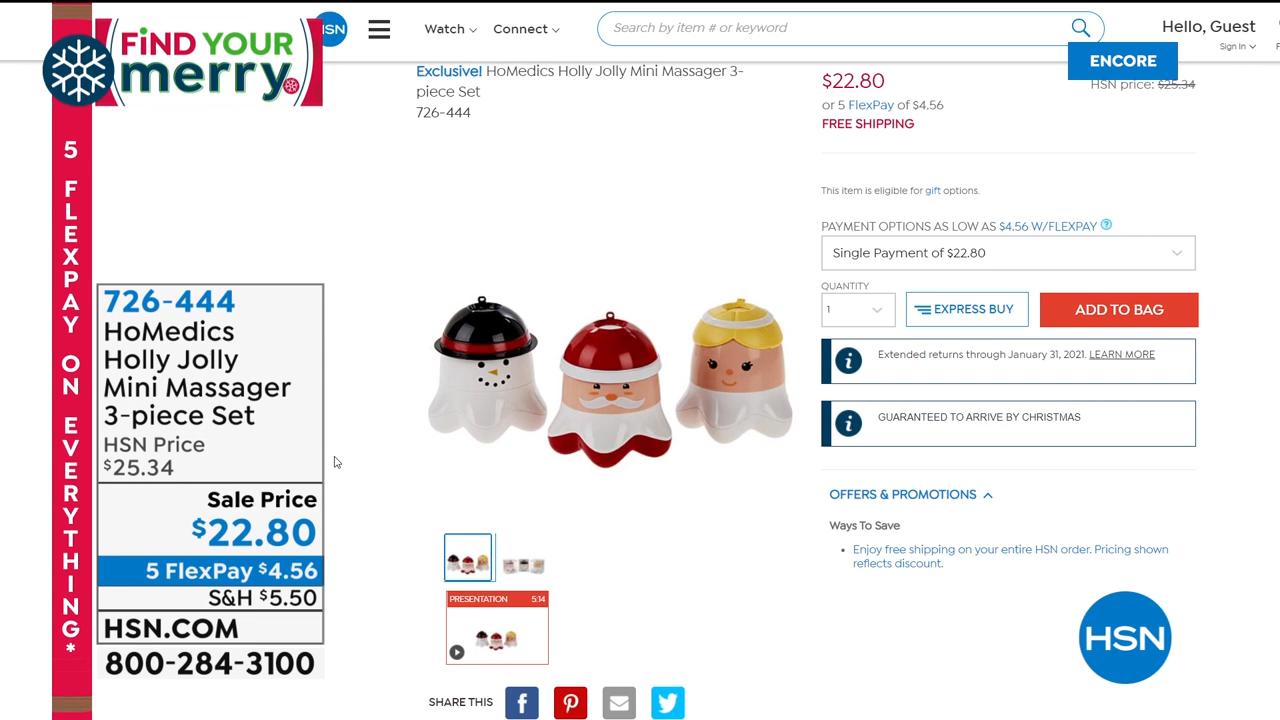 FiND YOUR
merry
5 FLEXPAY ON EVERYTHING*
HSN
Watch
Connect
Search by item # or keyword
Hello, Guest
Sign In
ENCORE
Exclusive! HoMedics Holly Jolly Mini Massager 3-
piece Set
726-444
$22.80
HSN price: $25.34
or 5 FlexPay of $4.56
FREE SHIPPING
This item is eligible for gift options.
PAYMENT OPTIONS AS LOW AS $4.56 W/FLEXPAY ?
Single Payment of $22.80
QUANTITY
1
EXPRESS BUY
ADD TO BAG
i
Extended returns through January 31, 2021. LEARN MORE
i
GUARANTEED TO ARRIVE BY CHRISTMAS
OFFERS & PROMOTIONS
Ways To Save
• Enjoy free shipping on your entire HSN order. Pricing shown
reflects discount.
726-444
HoMedics
Holly Jolly
Mini Massager
3-piece Set
HSN Price
$25.34
Sale Price
$22.80
5 FlexPay $4.56
S&H $5.50
HSN.COM
800-284-3100
PRESENTATION 5:14
SHARE THIS
HSN